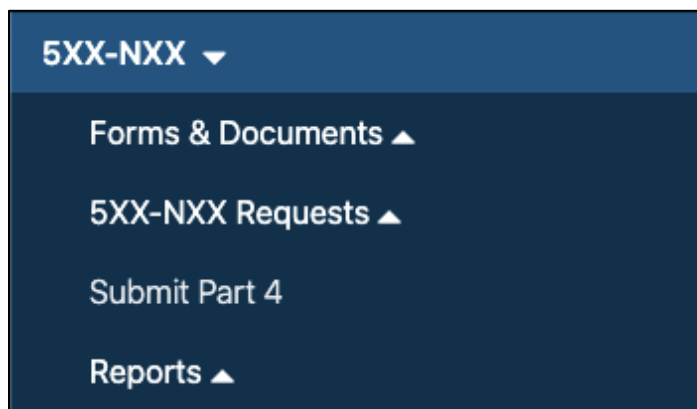 5XX-NXX
Forms & Documents
5XX-NXX Requests
Submit Part 4
Reports